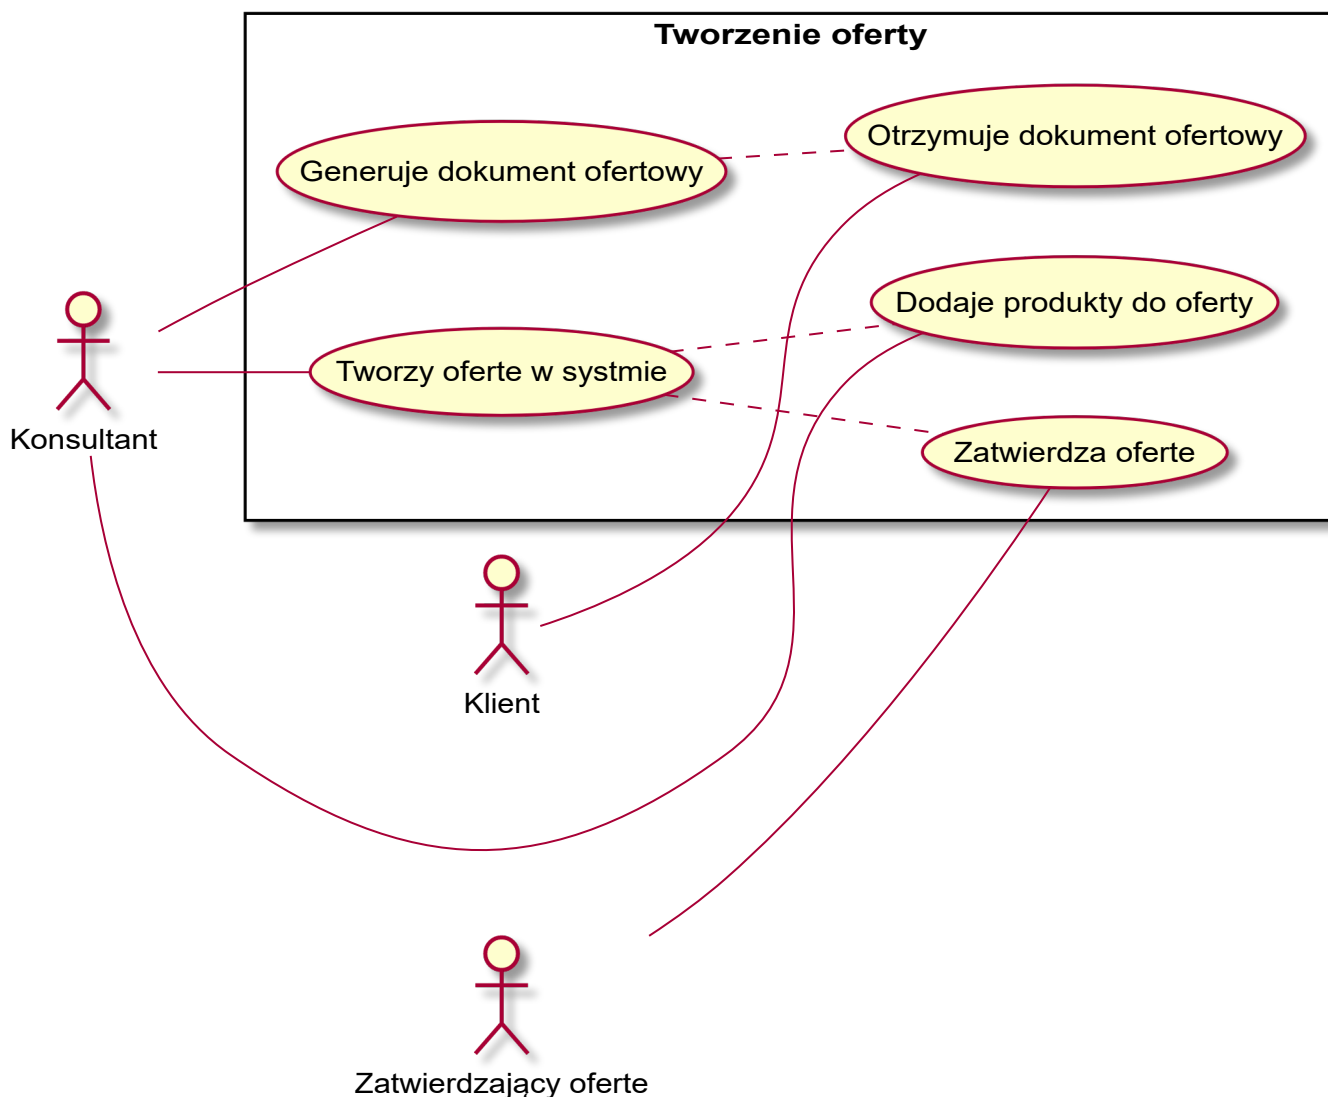 Tworzenie oferty
Generuje dokument ofertowy
Otrzymuje dokument ofertowy
Dodaje produkty do oferty
Tworzy oferte w systmie
Zatwierdza oferte
Konsultant
Klient
Zatwierdzający oferte